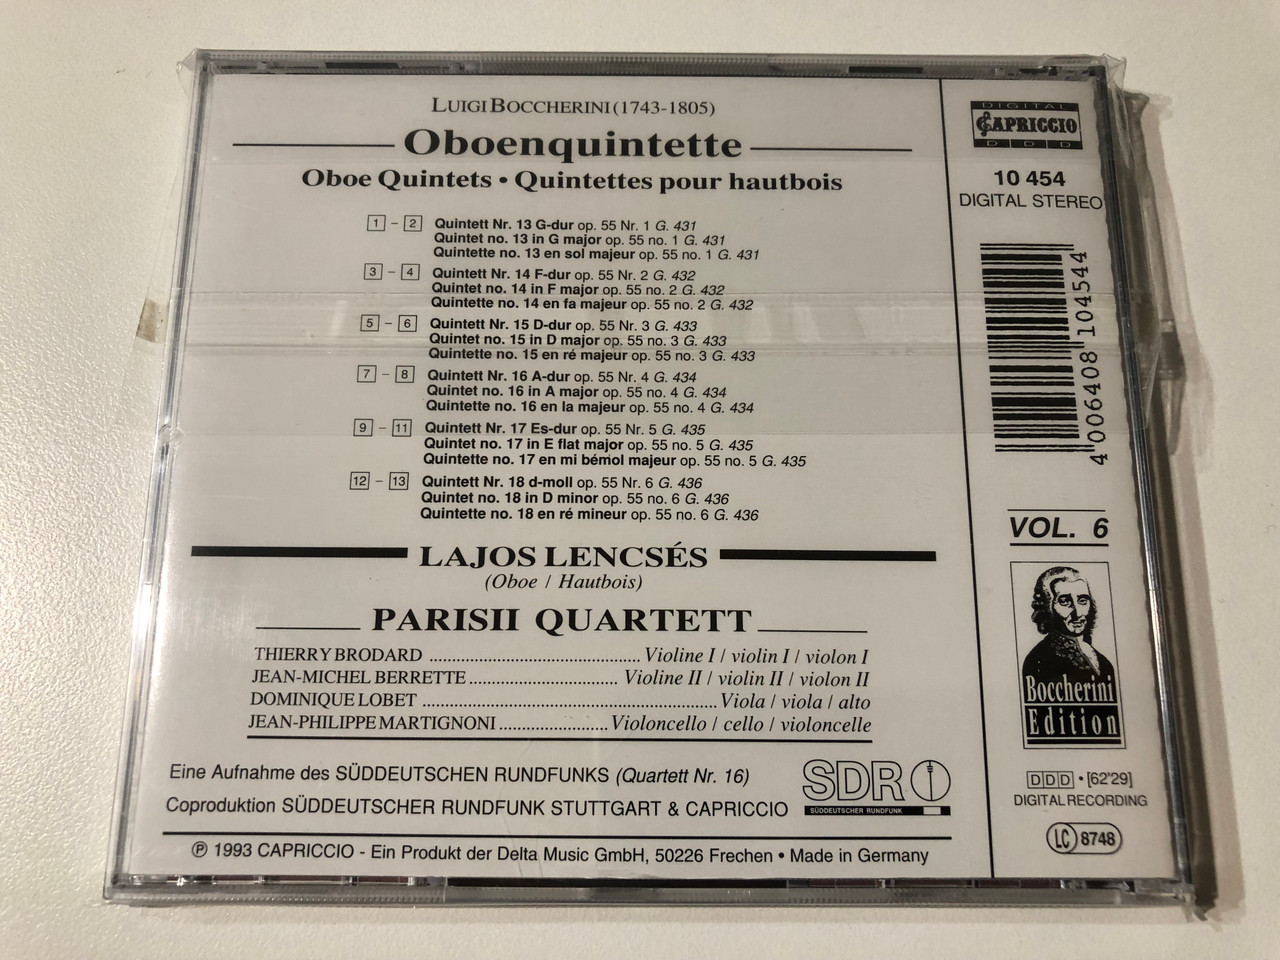 LUIGI BOCCHERINI (1743-1805)
Oboenquintette
Oboe Quintets • Quintettes pour hautbois
1 – 2 Quintett Nr. 13 G-dur op. 55 Nr. 1 G. 431
Quintet no. 13 in G major op. 55 no. 1 G. 431
Quintette no. 13 en sol majeur op. 55 no. 1 G. 431
3 – 4 Quintett Nr. 14 F-dur op. 55 Nr. 2 G. 432
Quintet no. 14 in F major op. 55 no. 2 G. 432
Quintette no. 14 en fa majeur op. 55 no. 2 G. 432
5 – 6 Quintett Nr. 15 D-dur op. 55 Nr. 3 G. 433
Quintet no. 15 in D major op. 55 no. 3 G. 433
Quintette no. 15 en ré majeur op. 55 no. 3 G. 433
7 – 8 Quintett Nr. 16 A-dur op. 55 Nr. 4 G. 434
Quintet no. 16 in A major op. 55 no. 4 G. 434
Quintette no. 16 en la majeur op. 55 no. 4 G. 434
9 – 11 Quintett Nr. 17 Es-dur op. 55 Nr. 5 G. 435
Quintet no. 17 in E flat major op. 55 no. 5 G. 435
Quintette no. 17 en mi bémol majeur op. 55 no. 5 G. 435
12 – 13 Quintett Nr. 18 d-moll op. 55 Nr. 6 G. 436
Quintet no. 18 in D minor op. 55 no. 6 G. 436
Quintette no. 18 en ré mineur op. 55 no. 6 G. 436
LAJOS LENCSÉS
(Oboe / Hautbois)
PARISII QUARTETT
THIERRY BRODARD ........ Violine I / violin I / violon I
JEAN-MICHEL BERRETTE ........ Violine II / violin II / violon II
DOMINIQUE LOBET ........ Viola / viola / alto
JEAN-PHILIPPE MARTIGNONI ........ Violoncello / cello / violoncelle
Eine Aufnahme des SÜDDEUTSCHEN RUNDFUNKS (Quartett Nr. 16)
Coproduktion SÜDDEUTSCHER RUNDFUNK STUTTGART & CAPRICCIO
SDR
SÜDDEUTSCHER RUNDFUNK
℗ 1993 CAPRICCIO - Ein Produkt der Delta Music GmbH, 50226 Frechen • Made in Germany
DIGITAL
CAPRICCIO
D D D
10 454
DIGITAL STEREO
4 006408 104544
VOL. 6
Boccherini
Edition
DDD • [62'29]
DIGITAL RECORDING
LC 8748